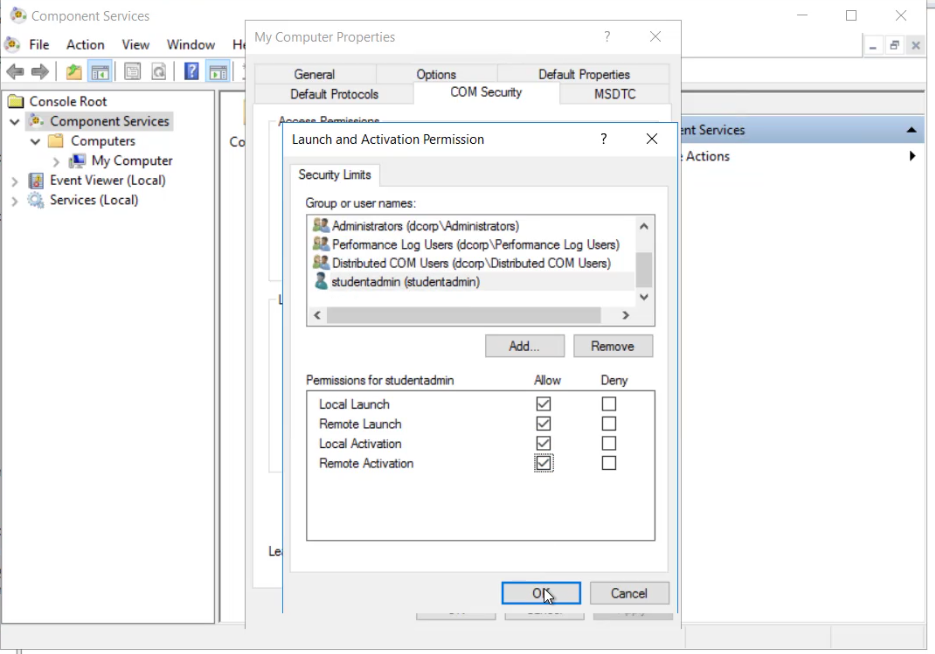 Component Services
File Action View Window
My Computer Properties
?
General Options Default Properties
Default Protocols COM Security MSDTC
Console Root
Component Services
Computers
My Computer
Event Viewer (Local)
Services (Local)
Access Permissions
Launch and Activation Permission
?
Security Limits
Group or user names:
Administrators (dcorp\Administrators)
Performance Log Users (dcorp\Performance Log Users)
Distributed COM Users (dcorp\Distributed COM Users)
studentadmin (studentadmin)
Add... Remove
Permissions for studentadmin Allow Deny
Local Launch
Remote Launch
Local Activation
Remote Activation
OK Cancel
ent Services
Actions